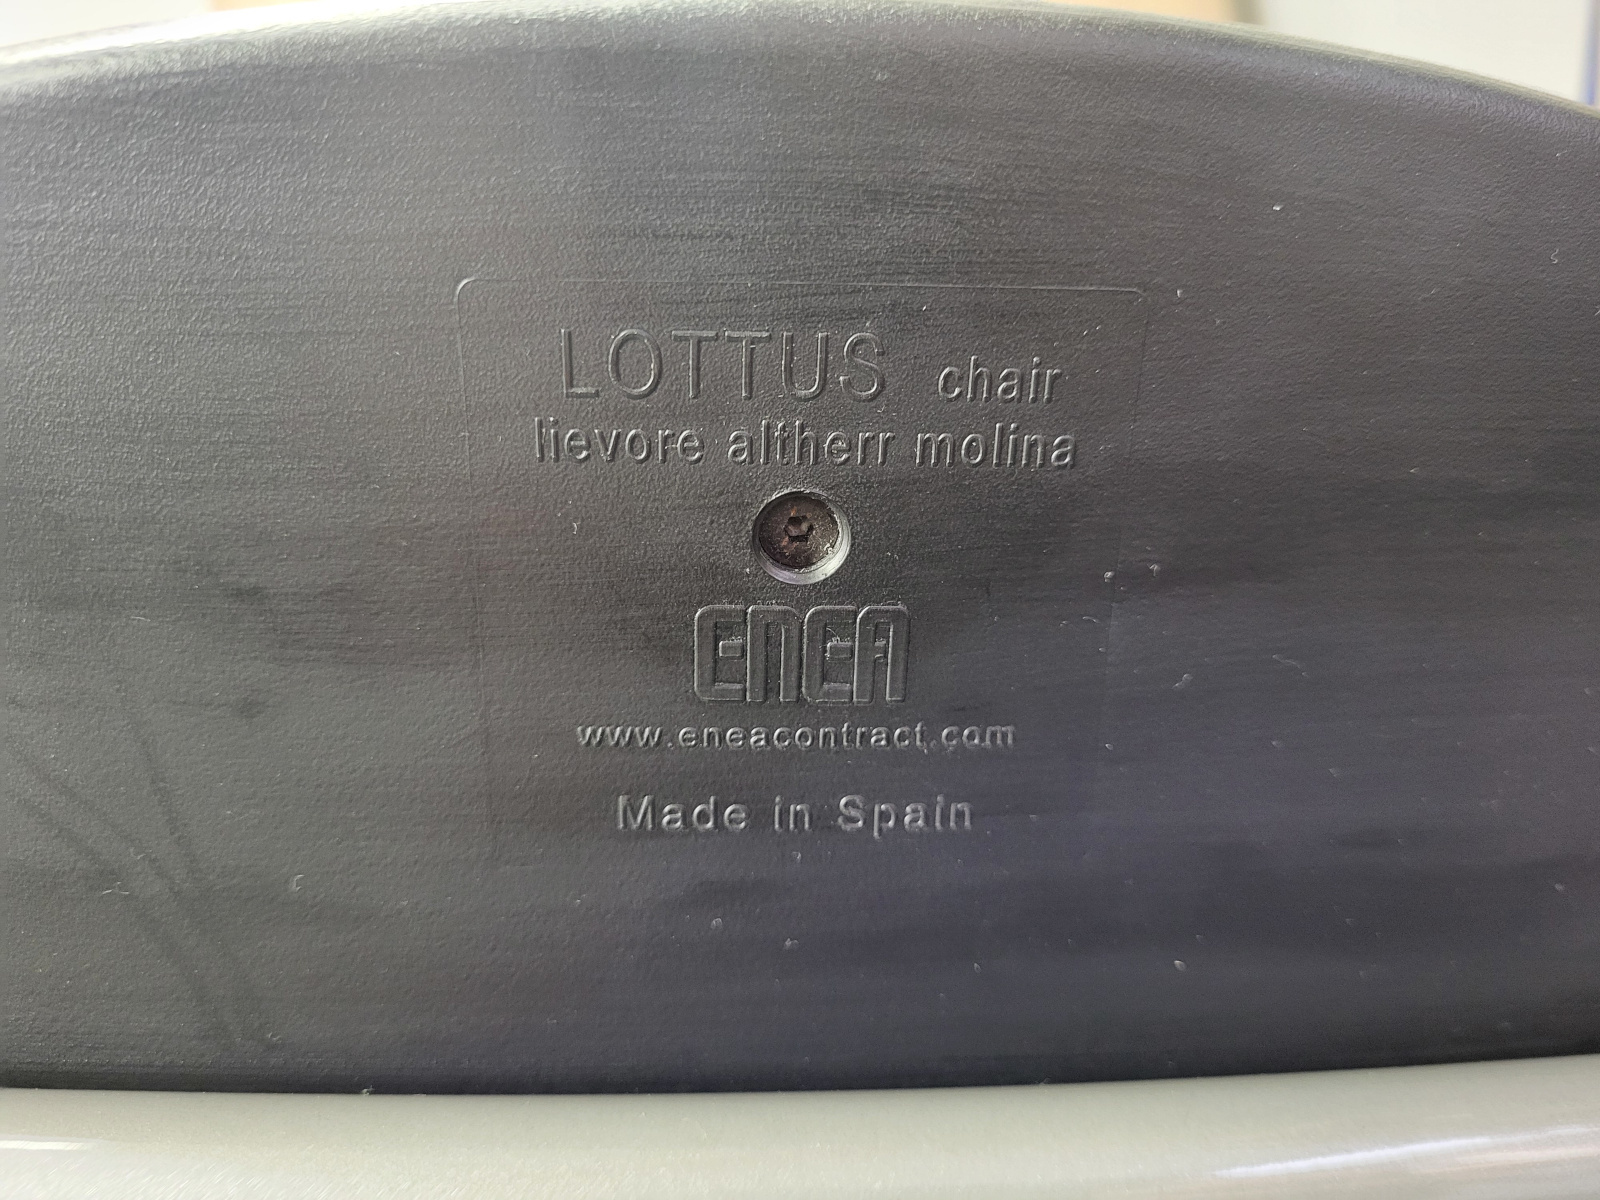 LOTTUS chair
lievore altherr molina
ENEA
www.eneacontract.com
Made in Spain